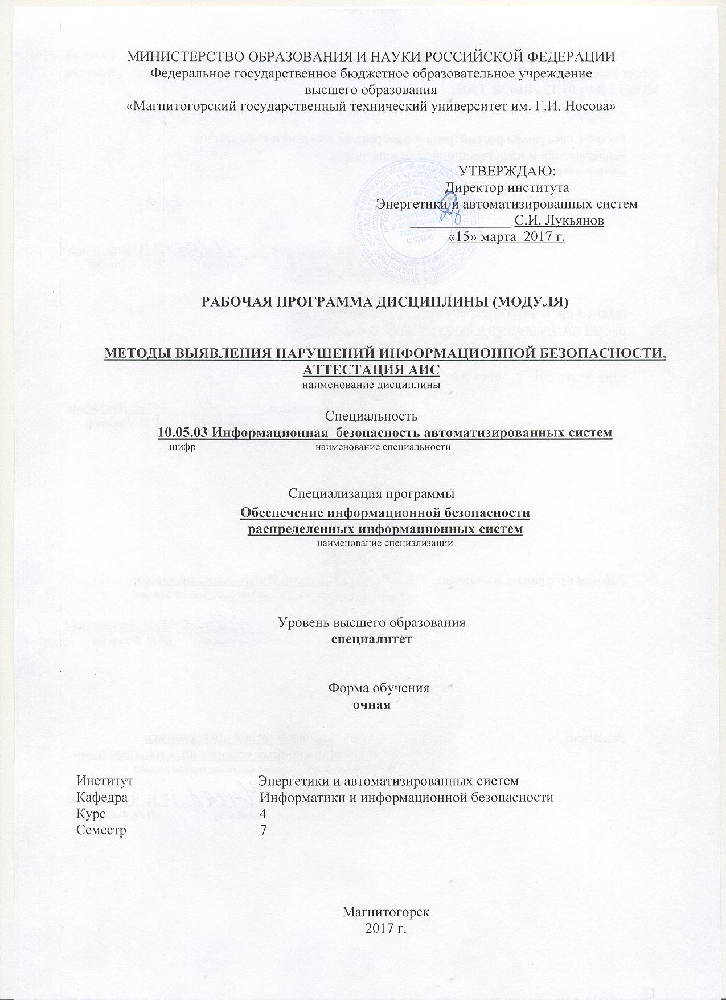 МИНИСТЕРСТВО ОБРАЗОВАНИЯ И НАУКИ РОССИЙСКОЙ ФЕДЕРАЦИИ
Федеральное государственное бюджетное образовательное учреждение
высшего образования
«Магнитогорский государственный технический университет им. Г.И. Носова»
УТВЕРЖДАЮ:
Директор института
Энергетики и автоматизированных систем
С.И. Лукьянов
«15» марта 2017 г.
ЭНЕРГЕТИКИ
И АВТОМАТИЗИ
РОВАННЫХ
СИСТЕМ
РАБОЧАЯ ПРОГРАММА ДИСЦИПЛИНЫ (МОДУЛЯ)
МЕТОДЫ ВЫЯВЛЕНИЯ НАРУШЕНИЙ ИНФОРМАЦИОННОЙ БЕЗОПАСНОСТИ,
АТТЕСТАЦИЯ АИС
наименование дисциплины
Специальность
10.05.03 Информационная безопасность автоматизированных систем
шифр наименование специальности
Специализация программы
Обеспечение информационной безопасности
распределенных информационных систем
наименование специализации
Уровень высшего образования
специалитет
Форма обучения
очная
Институт Энергетики и автоматизированных систем
Кафедра Информатики и информационной безопасности
Курс 4
Семестр 7
Магнитогорск
2017 г.